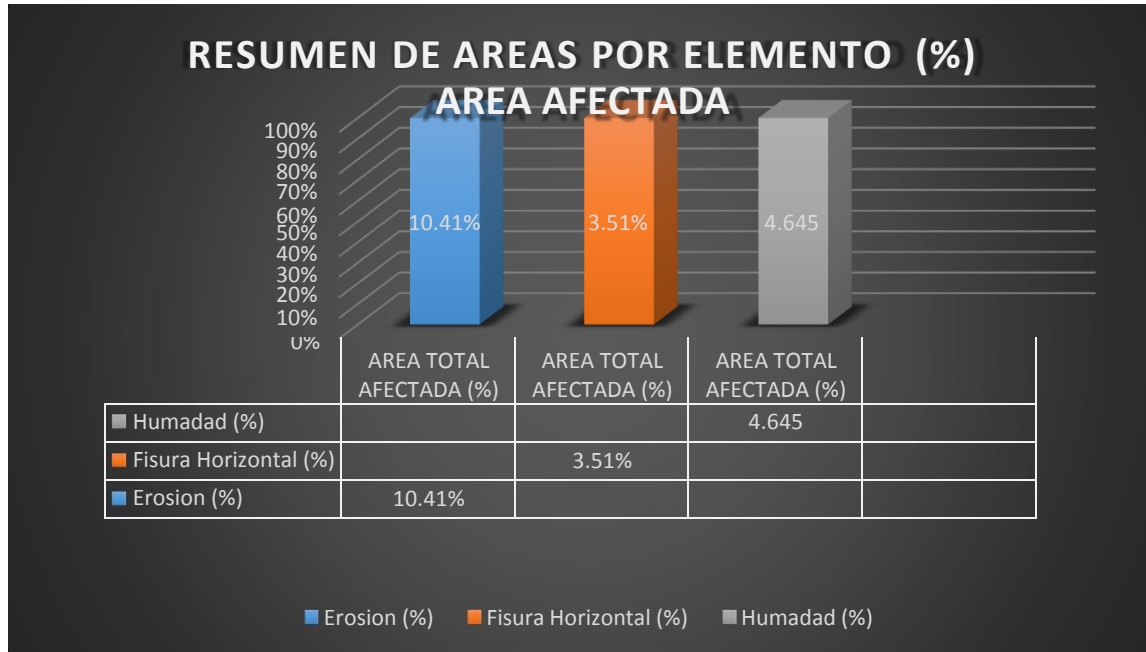 RESUMEN DE AREAS POR ELEMENTO (%)
AREA AFECTADA
100%
90%
80%
70%
60%
50%
40%
30%
20%
10%
0%
10.41%
3.51%
4.645
AREA TOTAL
AFECTADA (%)
AREA TOTAL
AFECTADA (%)
AREA TOTAL
AFECTADA (%)
Humadad (%)
4.645
Fisura Horizontal (%)
3.51%
Erosion (%)
10.41%
Erosion (%)
Fisura Horizontal (%)
Humadad (%)